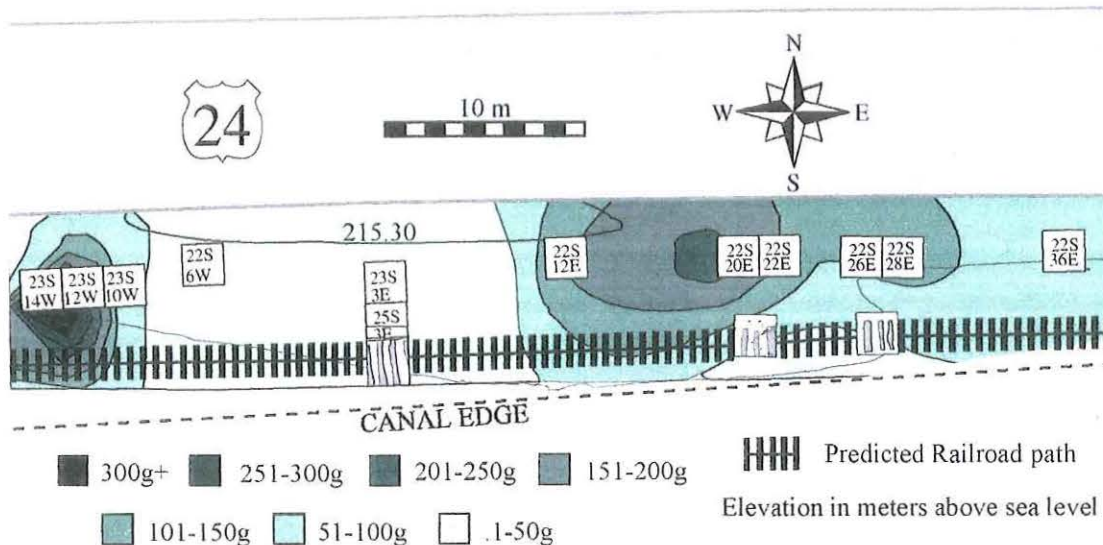 N
24
10 m
W
E
S
215.30
22S
6W
22S
12E
22S
20E
22S
22E
22S
26E
22S
28E
22S
36E
23S
14W
23S
12W
23S
10W
23S
3E
25S
3E
CANAL EDGE
300g+
251-300g
201-250g
151-200g
Predicted Railroad path
101-150g
51-100g
.1-50g
Elevation in meters above sea level